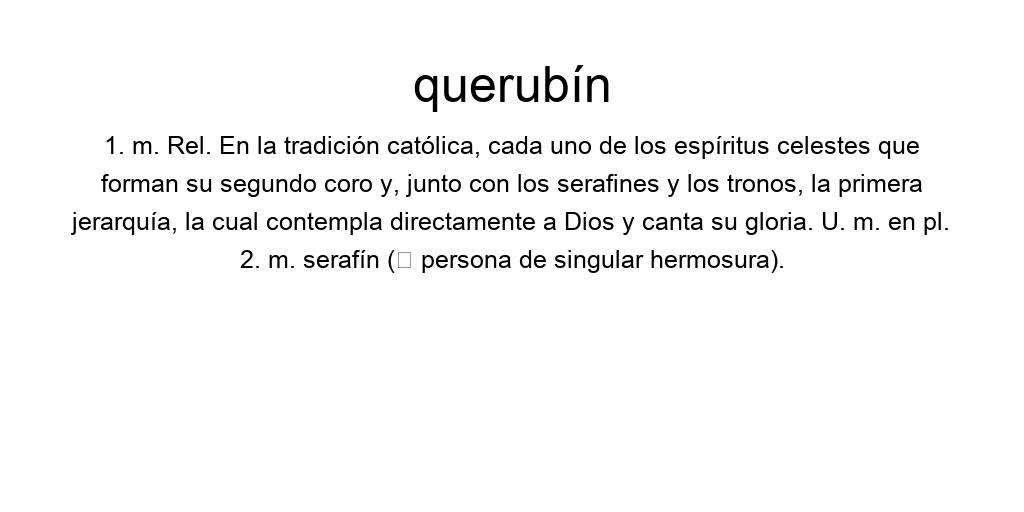 querubín
1. m. Rel. En la tradición católica, cada uno de los espíritus celestes que
forman su segundo coro y, junto con los serafines y los tronos, la primera
jerarquía, la cual contempla directamente a Dios y canta su gloria. U. m. en pl.
2. m. serafín (□ persona de singular hermosura).